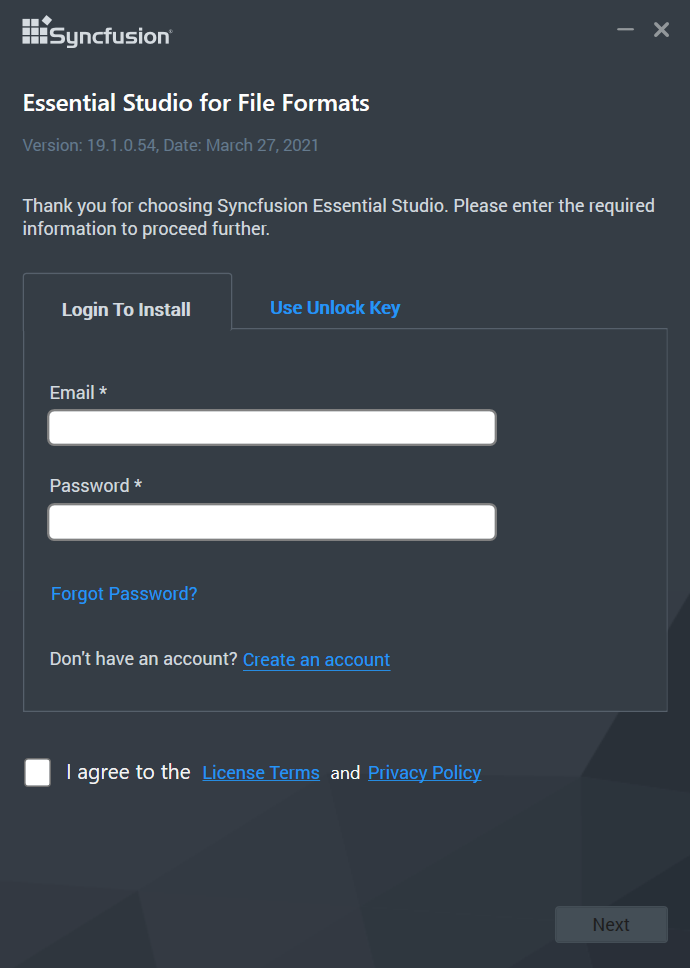 Syncfusion
Essential Studio for File Formats
Version: 19.1.0.54, Date: March 27, 2021
Thank you for choosing Syncfusion Essential Studio. Please enter the required
information to proceed further.
Login To Install
Use Unlock Key
Email *
Password *
Forgot Password?
Don't have an account? Create an account
I agree to the License Terms and Privacy Policy
Next